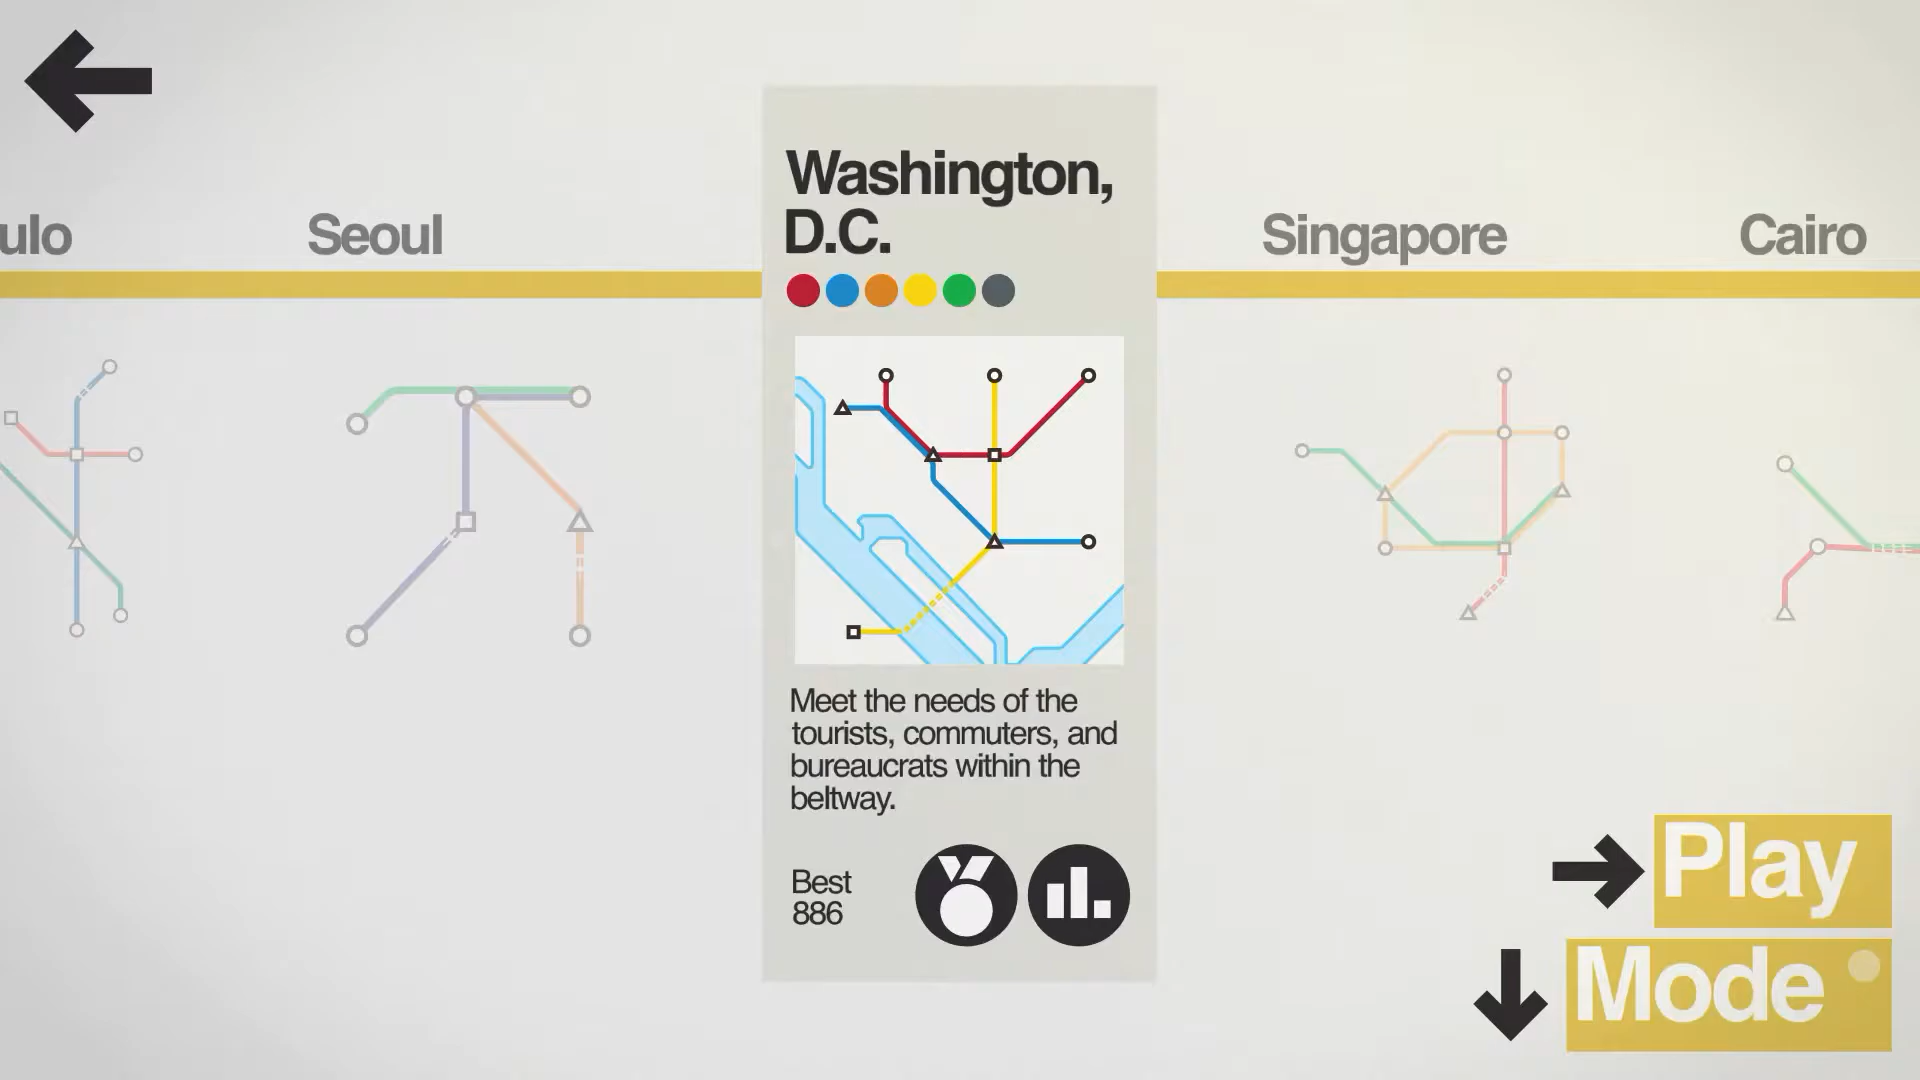 ulo
Seoul
Washington,
D.C.
Singapore
Cairo
Meet the needs of the
tourists, commuters, and
bureaucrats within the
beltway.
Best
886
Play
Mode